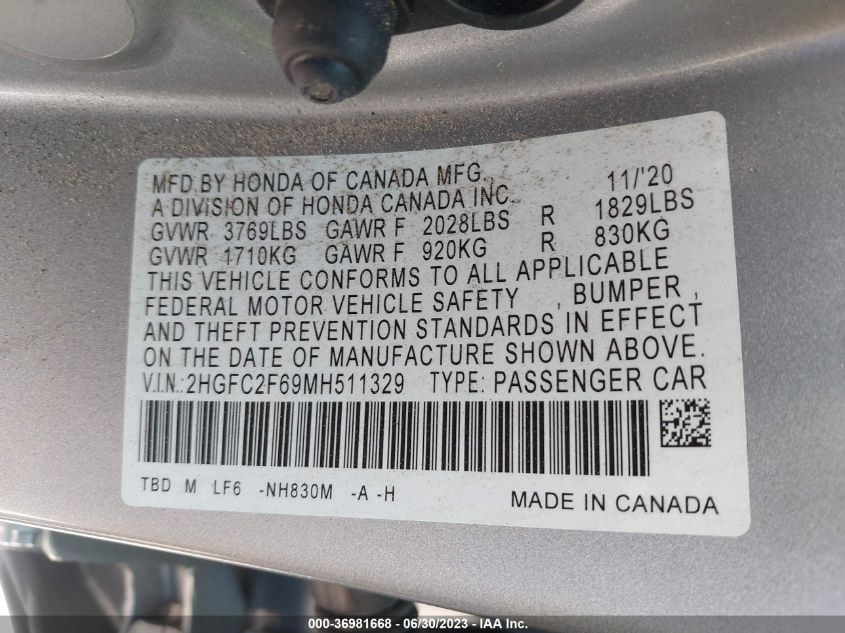 MFD.BY HONDA OF CANADA MFG. 11/'20
A DIVISION OF HONDA CANADA INC.
GVWR 3769LBS GAWR F 2028LBS R 1829LBS
GVWR 1710KG GAWR F 920KG R 830KG
THIS VEHICLE CONFORMS TO ALL APPLICABLE
FEDERAL MOTOR VEHICLE SAFETY , BUMPER ,
AND THEFT PREVENTION STANDARDS IN EFFECT
ON THE DATE OF MANUFACTURE SHOWN ABOVE.
V.I.N.:2HGFC2F69MH511329 TYPE: PASSENGER CAR
TBD M LF6 -NH830M -A -H MADE IN CANADA
000-36981668 - 06/30/2023 - IAA Inc.